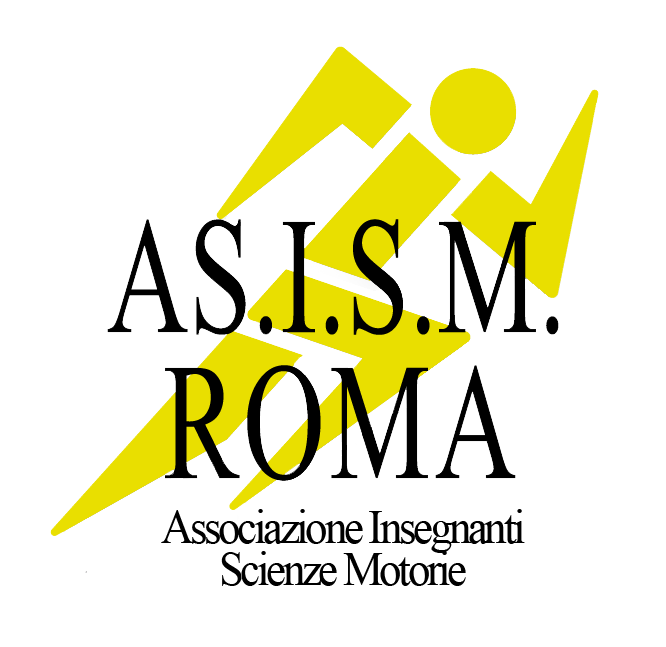 AS.I.S.M.
ROMA
Associazione Insegnanti
Scienze Motorie